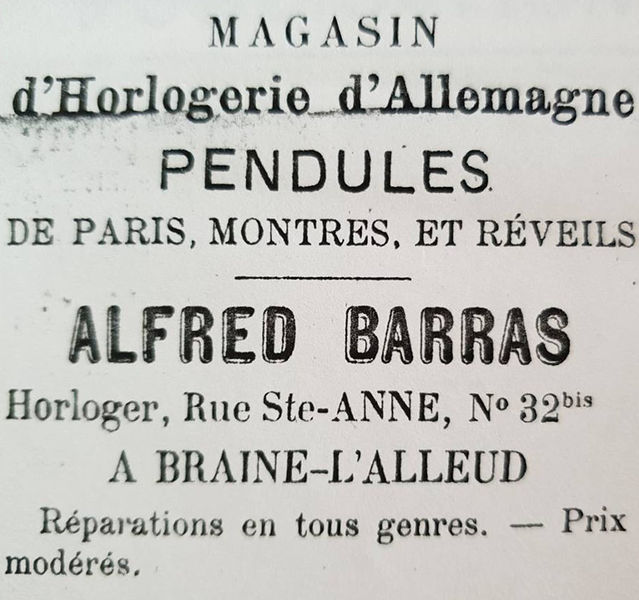 MAGASIN
d'Horlogerie d'Allemagne
PENDULES
DE PARIS, MONTRES, ET RÉVEILS
ALFRED BARRAS
Horloger, Rue Ste-ANNE, Nº 32bis
A BRAINE-L'ALLEUD
Réparations en tous genres. — Prix
modérés.